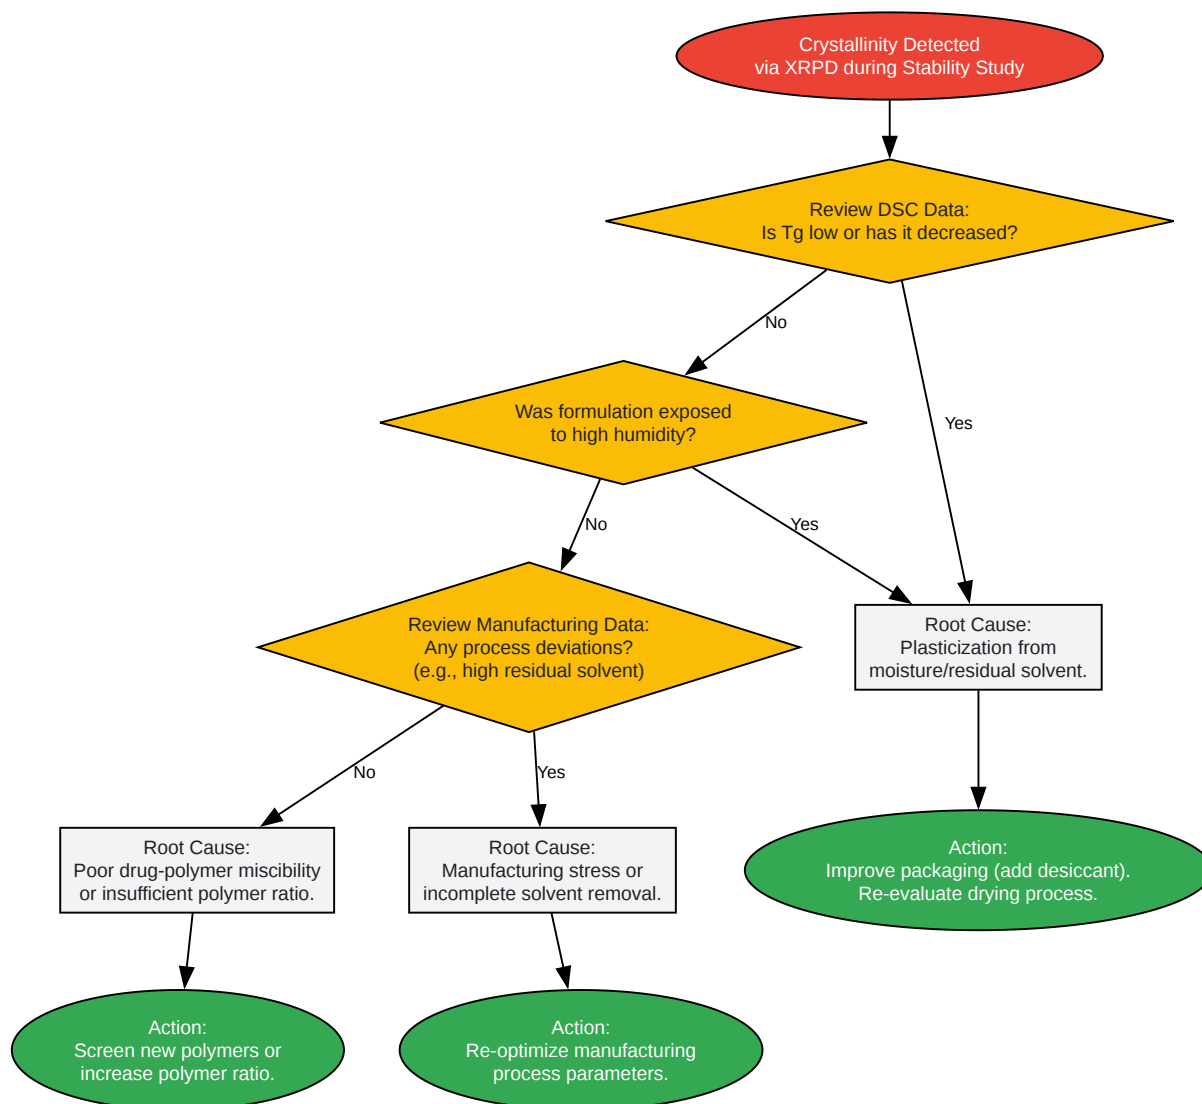 Crystallinity Detected
via XRPD during Stability Study
Review DSC Data:
Is Tg low or has it decreased?
No
Yes
Was formulation exposed
to high humidity?
No
Yes
Review Manufacturing Data:
Any process deviations?
(e.g., high residual solvent)
Root Cause:
Plasticization from
moisture/residual solvent.
No
Yes
Root Cause:
Poor drug-polymer miscibility
or insufficient polymer ratio.
Root Cause:
Manufacturing stress or
incomplete solvent removal.
Action:
Improve packaging (add desiccant).
Re-evaluate drying process.
Action:
Screen new polymers or
increase polymer ratio.
Action:
Re-optimize manufacturing
process parameters.